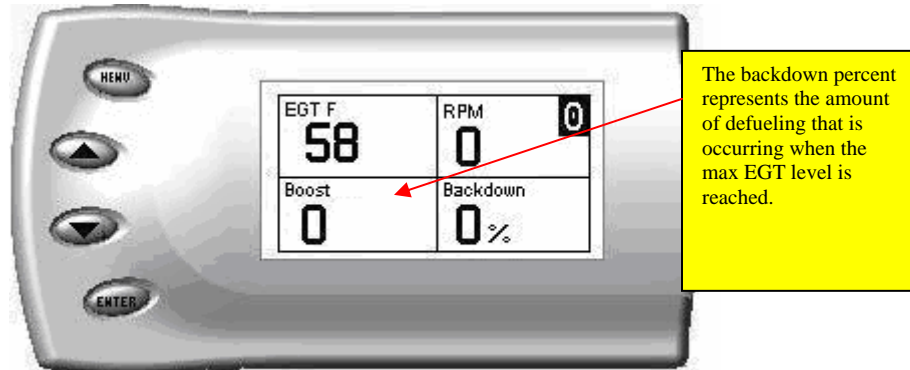 MENU
EGT F
58
RPM
0
0
Boost
0
Backdown
0%
ENTER
The backdown percent
represents the amount
of defueling that is
occurring when the
max EGT level is
reached.